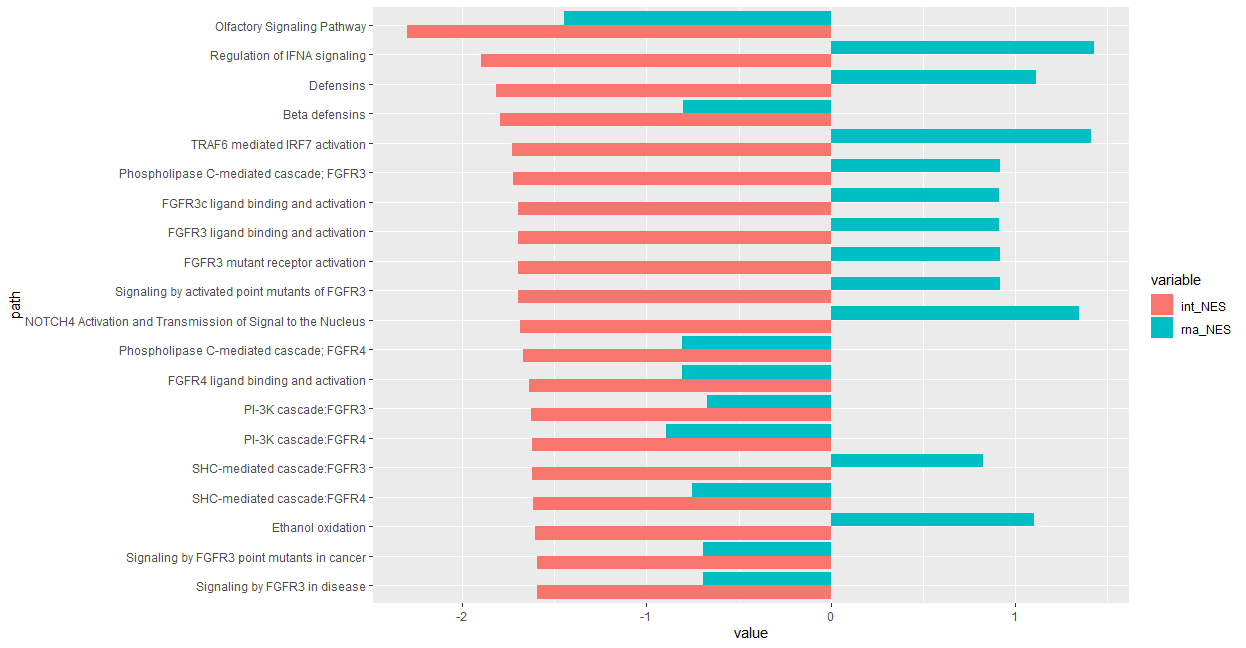 Olfactory Signaling Pathway
Regulation of IFNA signaling
Defensins
Beta defensins
TRAF6 mediated IRF7 activation
Phospholipase C-mediated cascade; FGFR3
FGFR3c ligand binding and activation
FGFR3 ligand binding and activation
FGFR3 mutant receptor activation
Signaling by activated point mutants of FGFR3
NOTCH4 Activation and Transmission of Signal to the Nucleus
Phospholipase C-mediated cascade; FGFR4
FGFR4 ligand binding and activation
PI-3K cascade:FGFR3
PI-3K cascade:FGFR4
SHC-mediated cascade:FGFR3
SHC-mediated cascade:FGFR4
Ethanol oxidation
Signaling by FGFR3 point mutants in cancer
Signaling by FGFR3 in disease
path
-2 -1 0 1
value
variable
int_NES
rna_NES